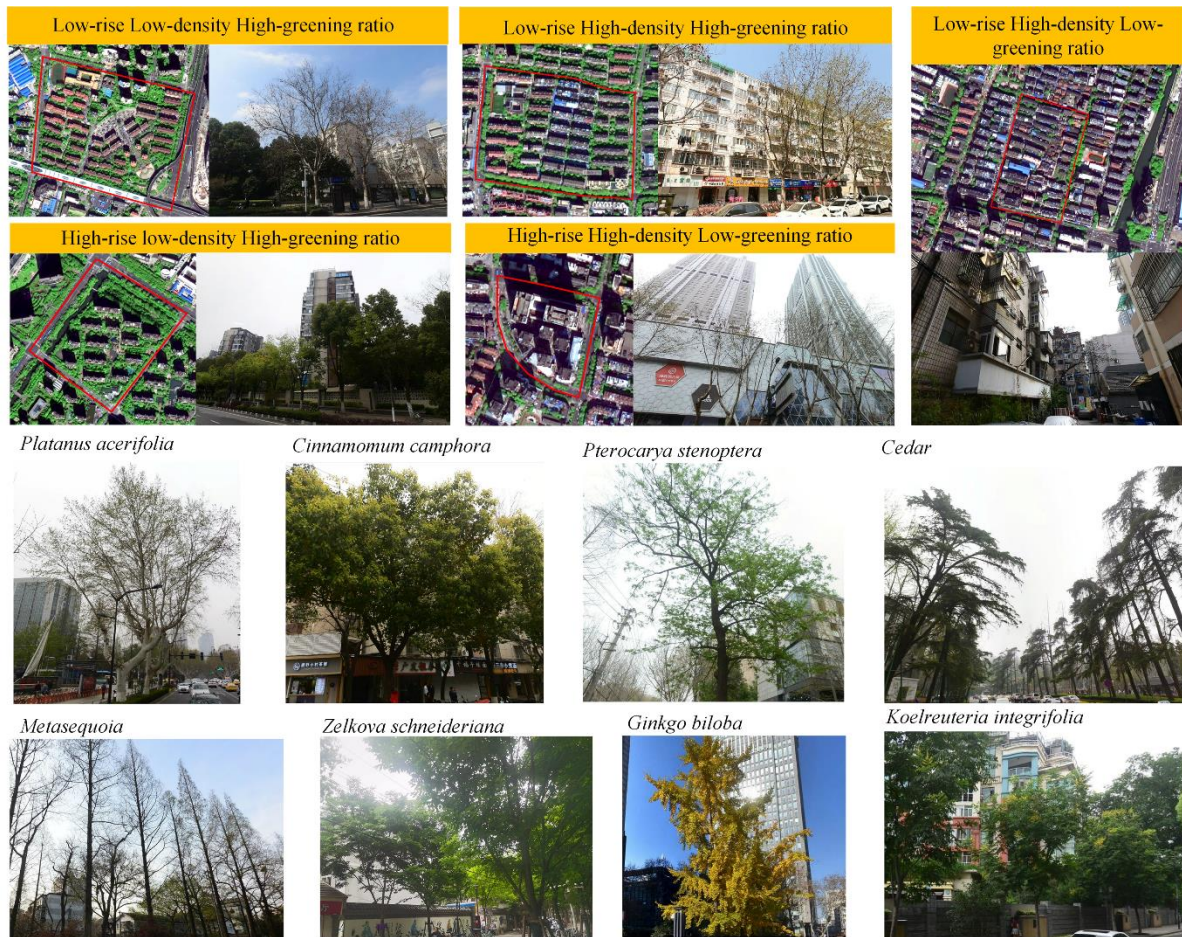 Low-rise Low-density High-greening ratio
Low-rise High-density High-greening ratio
Low-rise High-density Low-
greening ratio
High-rise low-density High-greening ratio
High-rise High-density Low-greening ratio
Platanus acerifolia
Cinnamomum camphora
Pterocarya stenoptera
Cedar
Metasequoia
Zelkova schneideriana
Ginkgo biloba
Koelreuteria integrifolia